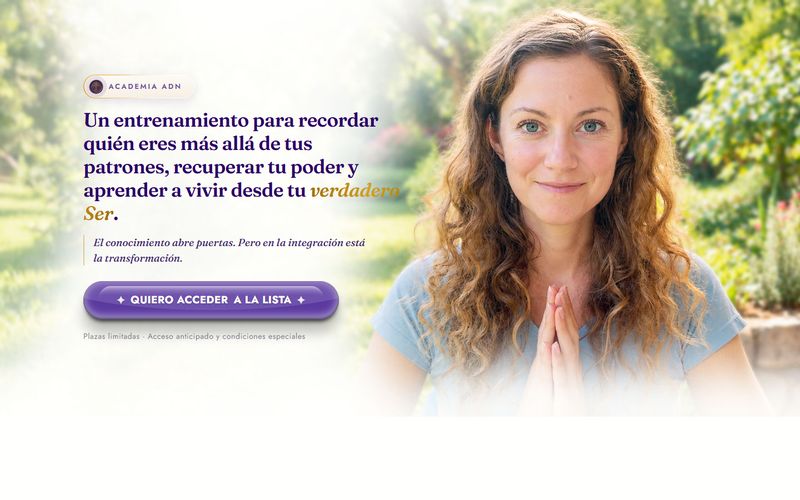 ACADEMIA ADN
Un entrenamiento para recordar
quién eres más allá de tus
patrones, recuperar tu poder y
aprender a vivir desde tu verdadero
Ser.
El conocimiento abre puertas. Pero en la integración está
la transformación.
✦ QUIERO ACCEDER A LA LISTA ✦
Plazas limitadas · Acceso anticipado y condiciones especiales